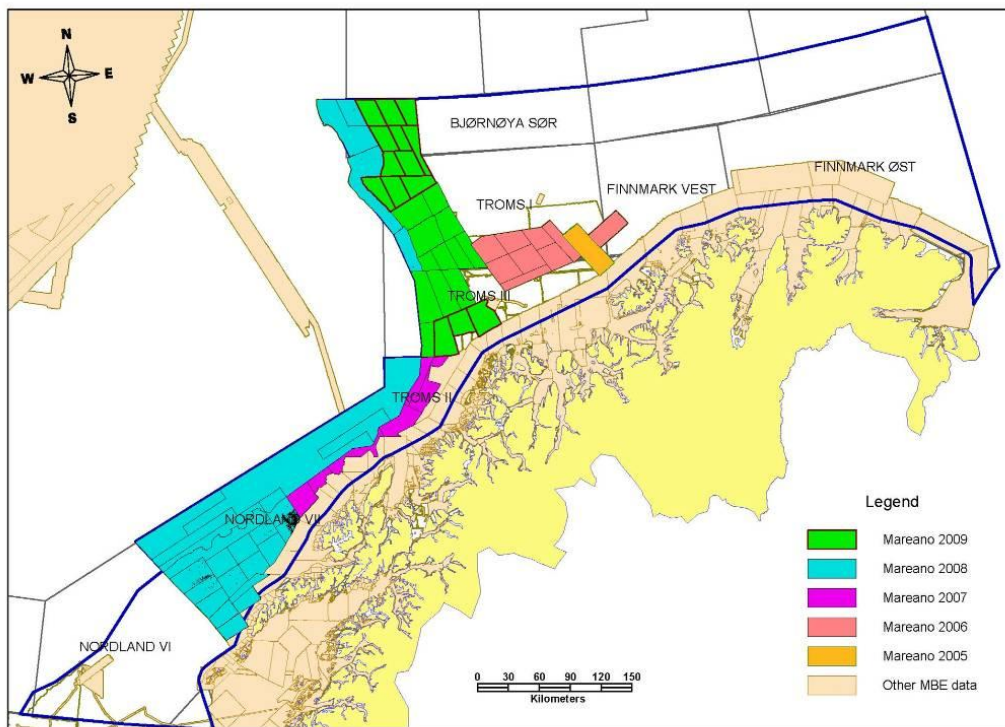 N
W E
S
BJØRNØYA SØR
FINNMARK ØST
FINNMARK VEST
TROMS I
TROMS III
TROMS II
NORDLAND VII
NORDLAND VI
Legend
Mareano 2009
Mareano 2008
Mareano 2007
Mareano 2006
Mareano 2005
Other MBE data
0 30 60 90 120 150
Kilometers